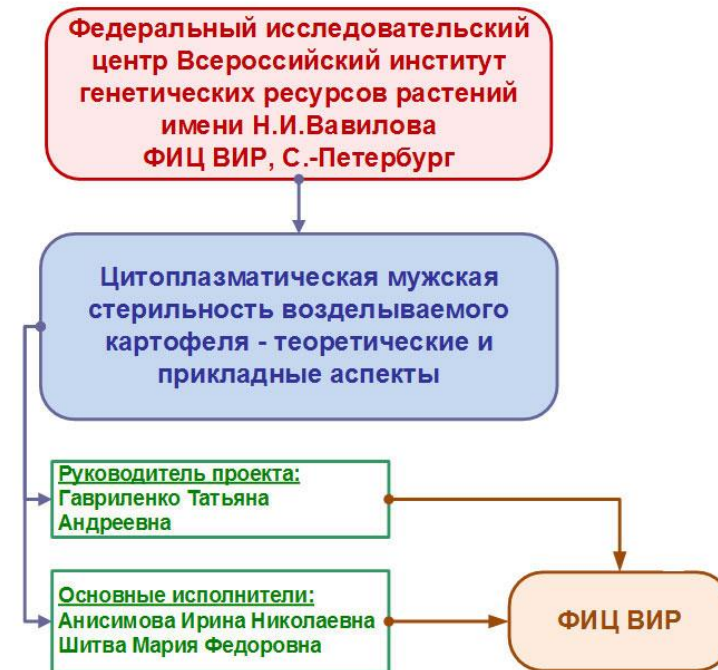 Федеральный исследовательский
центр Всероссийский институт
генетических ресурсов растений
имени Н.И.Вавилова
ФИЦ ВИР, С.-Петербург
Цитоплазматическая мужская
стерильность возделываемого
картофеля - теоретические и
прикладные аспекты
Руководитель проекта:
Гавриленко Татьяна
Андреевна
Основные исполнители:
Анисимова Ирина Николаевна
Шитва Мария Федоровна
ФИЦ ВИР